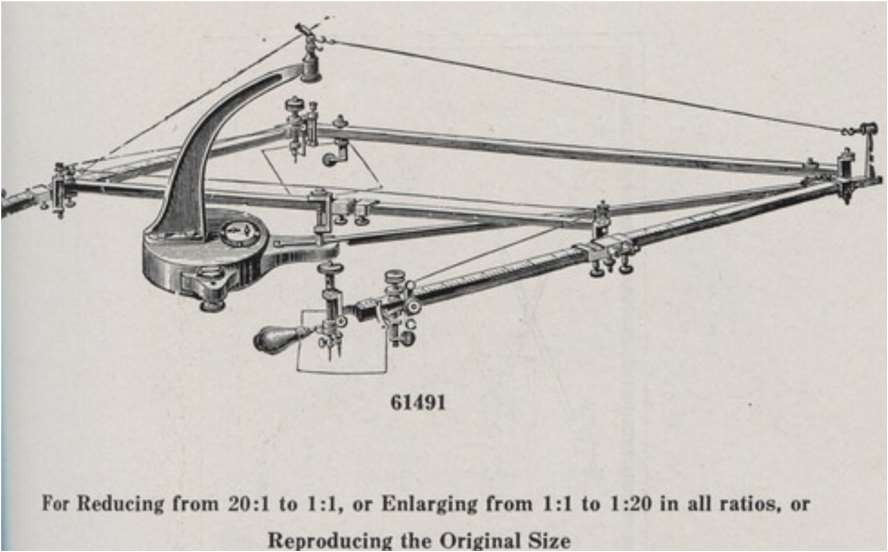 61491
For Reducing from 20:1 to 1:1, or Enlarging from 1:1 to 1:20 in all ratios, or
Reproducing the Original Size